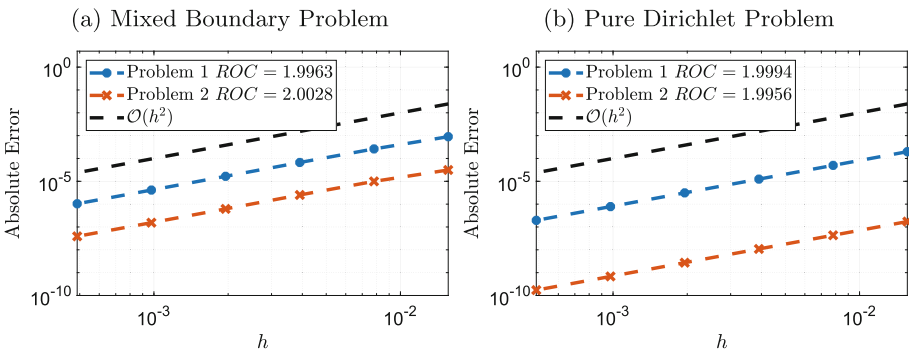 (a) Mixed Boundary Problem
10^0
10^-5
10^-10
Absolute Error
Problem 1 ROC = 1.9963
Problem 2 ROC = 2.0028
O(h^2)
10^-3
10^-2
h
(b) Pure Dirichlet Problem
10^0
10^-5
10^-10
Absolute Error
Problem 1 ROC = 1.9994
Problem 2 ROC = 1.9956
O(h^2)
10^-3
10^-2
h